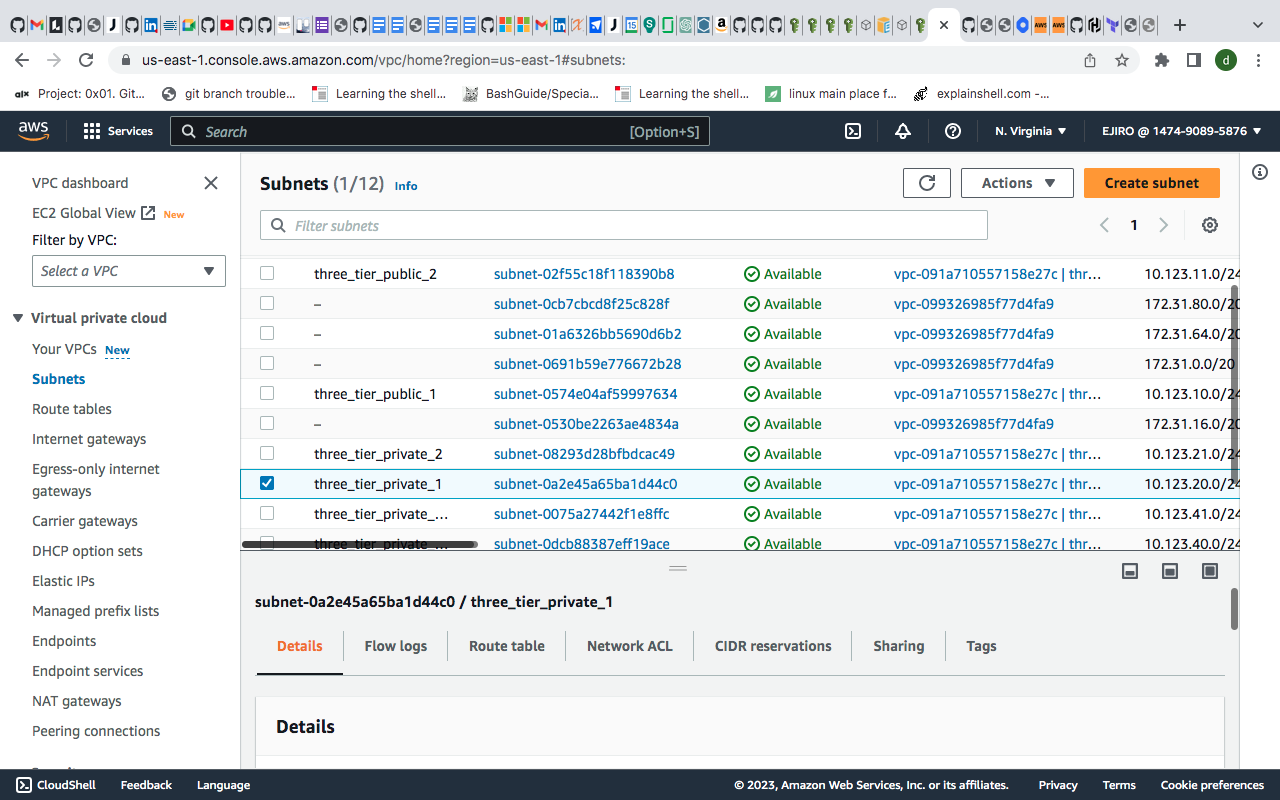 us-east-1.console.aws.amazon.com/vpc/home?region=us-east-1#subnets:
d
alx Project: 0x01. Git... git branch trouble... Learning the shell... BashGuide/Specia... Learning the shell... linux main place f... explainshell.com -...
aws Services Search [Option+S] N. Virginia EJIRO @ 1474-9089-5876
VPC dashboard
EC2 Global View New
Filter by VPC:
Select a VPC
Virtual private cloud
Your VPCs New
Subnets
Route tables
Internet gateways
Egress-only internet
gateways
Carrier gateways
DHCP option sets
Elastic IPs
Managed prefix lists
Endpoints
Endpoint services
NAT gateways
Peering connections
Subnets (1/12) Info
Actions
Create subnet
Filter subnets
1
three_tier_public_2 subnet-02f55c18f118390b8 Available vpc-091a710557158e27c | thr... 10.123.11.0/24
– subnet-0cb7cbcd8f25c828f Available vpc-099326985f77d4fa9 172.31.80.0/20
– subnet-01a6326bb5690d6b2 Available vpc-099326985f77d4fa9 172.31.64.0/20
– subnet-0691b59e776672b28 Available vpc-099326985f77d4fa9 172.31.0.0/20
three_tier_public_1 subnet-0574e04af59997634 Available vpc-091a710557158e27c | thr... 10.123.10.0/24
– subnet-0530be2263ae4834a Available vpc-099326985f77d4fa9 172.31.16.0/20
three_tier_private_2 subnet-08293d28bfbdcac49 Available vpc-091a710557158e27c | thr... 10.123.21.0/24
three_tier_private_1 subnet-0a2e45a65ba1d44c0 Available vpc-091a710557158e27c | thr... 10.123.20.0/24
three_tier_private_... subnet-0075a27442f1e8ffc Available vpc-091a710557158e27c | thr... 10.123.41.0/24
three_tier_private_... subnet-0dcb88387eff19ace Available vpc-091a710557158e27c | thr... 10.123.40.0/24
subnet-0a2e45a65ba1d44c0 / three_tier_private_1
Details Flow logs Route table Network ACL CIDR reservations Sharing Tags
Details
CloudShell Feedback Language © 2023, Amazon Web Services, Inc. or its affiliates. Privacy Terms Cookie preferences